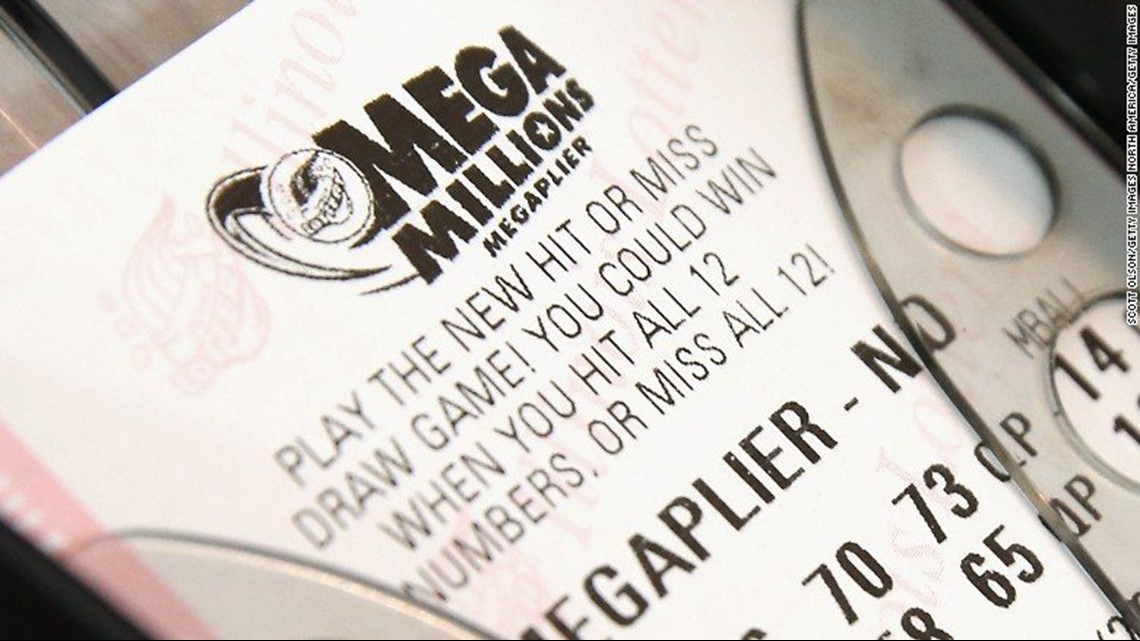 MEGA
MILLIONS
MEGAPLIER
PLAY THE NEW HIT OR MISS
DRAW GAME! YOU COULD WIN
WHEN YOU HIT ALL 12
NUMBERS, OR MISS ALL 12!
MEGAPLIER - NO
MBALL
70 73 QP 14
65 QP
SCOTT OLSON/GETTY IMAGES NORTH AMERICA/GETTY IMAGES